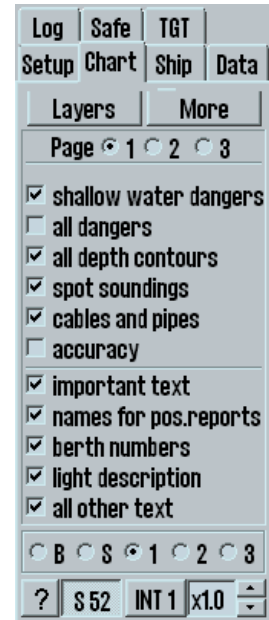 Log Safe TGT
Setup Chart Ship Data
Layers More
Page 1 2 3
shallow water dangers
all dangers
all depth contours
spot soundings
cables and pipes
accuracy
important text
names for pos.reports
berth numbers
light description
all other text
B S 1 2 3
? S 52 INT 1 x1.0